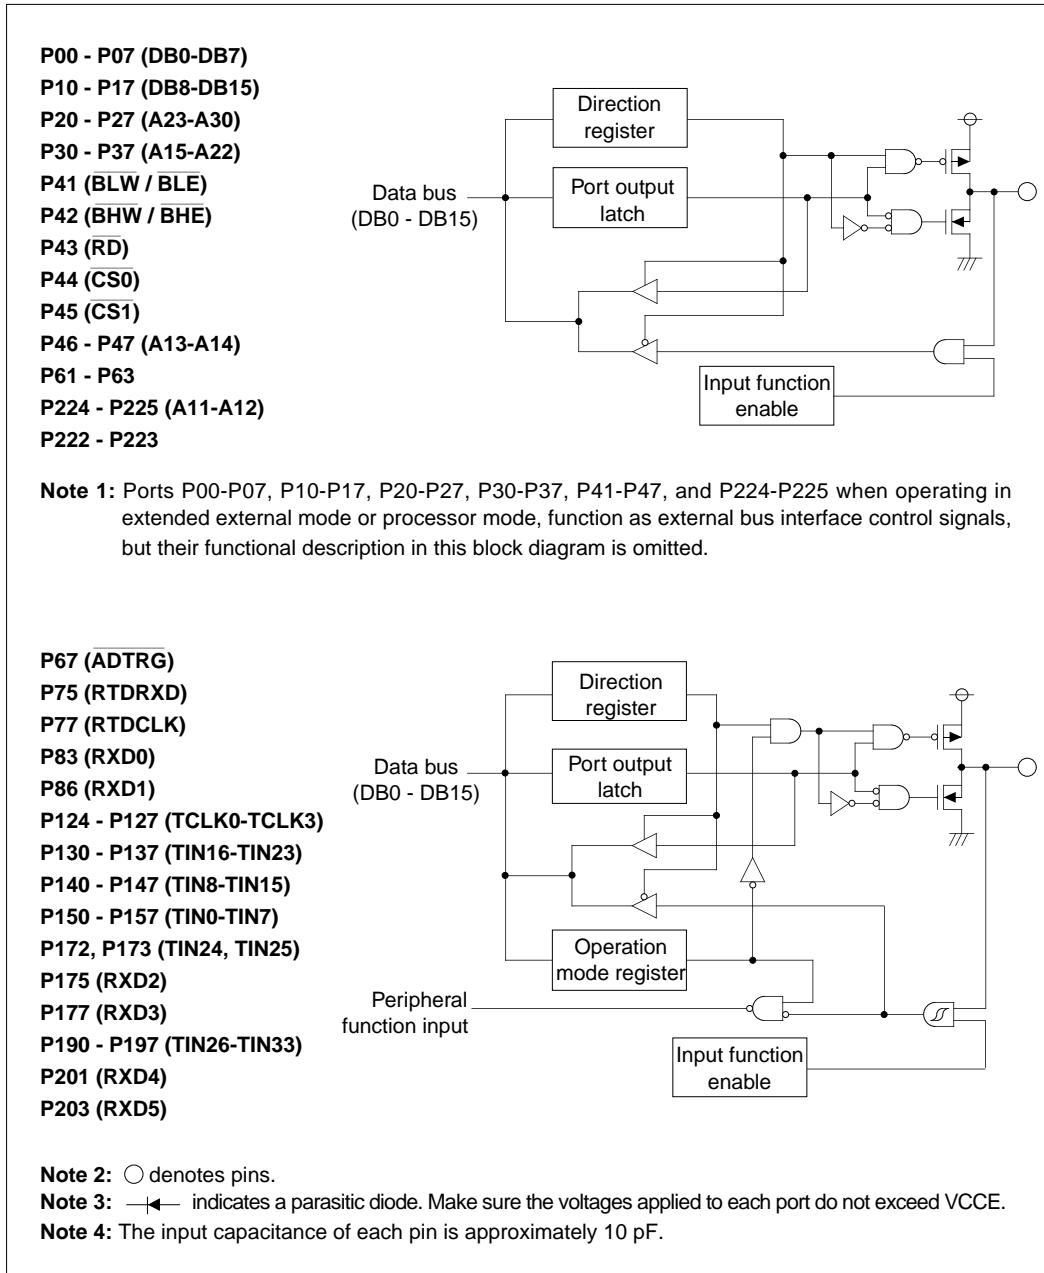 P00 - P07 (DB0-DB7)
P10 - P17 (DB8-DB15)
P20 - P27 (A23-A30)
P30 - P37 (A15-A22)
P41 (B̅L̅W̅ / B̅L̅E̅)
P42 (B̅H̅W̅ / B̅H̅E̅)
P43 (R̅D̅)
P44 (C̅S̅0̅)
P45 (C̅S̅1̅)
P46 - P47 (A13-A14)
P61 - P63
P224 - P225 (A11-A12)
P222 - P223
Direction
register
Data bus
(DB0 - DB15)
Port output
latch
Input function
enable
Note 1: Ports P00-P07, P10-P17, P20-P27, P30-P37, P41-P47, and P224-P225 when operating in
extended external mode or processor mode, function as external bus interface control signals,
but their functional description in this block diagram is omitted.
P67 (A̅D̅T̅R̅G̅)
P75 (RTDRXD)
P77 (RTDCLK)
P83 (RXD0)
P86 (RXD1)
P124 - P127 (TCLK0-TCLK3)
P130 - P137 (TIN16-TIN23)
P140 - P147 (TIN8-TIN15)
P150 - P157 (TIN0-TIN7)
P172, P173 (TIN24, TIN25)
P175 (RXD2)
P177 (RXD3)
P190 - P197 (TIN26-TIN33)
P201 (RXD4)
P203 (RXD5)
Direction
register
Data bus
(DB0 - DB15)
Port output
latch
Operation
mode register
Peripheral
function input
Input function
enable
Note 2: ◯ denotes pins.
Note 3: indicates a parasitic diode. Make sure the voltages applied to each port do not exceed VCCE.
Note 4: The input capacitance of each pin is approximately 10 pF.